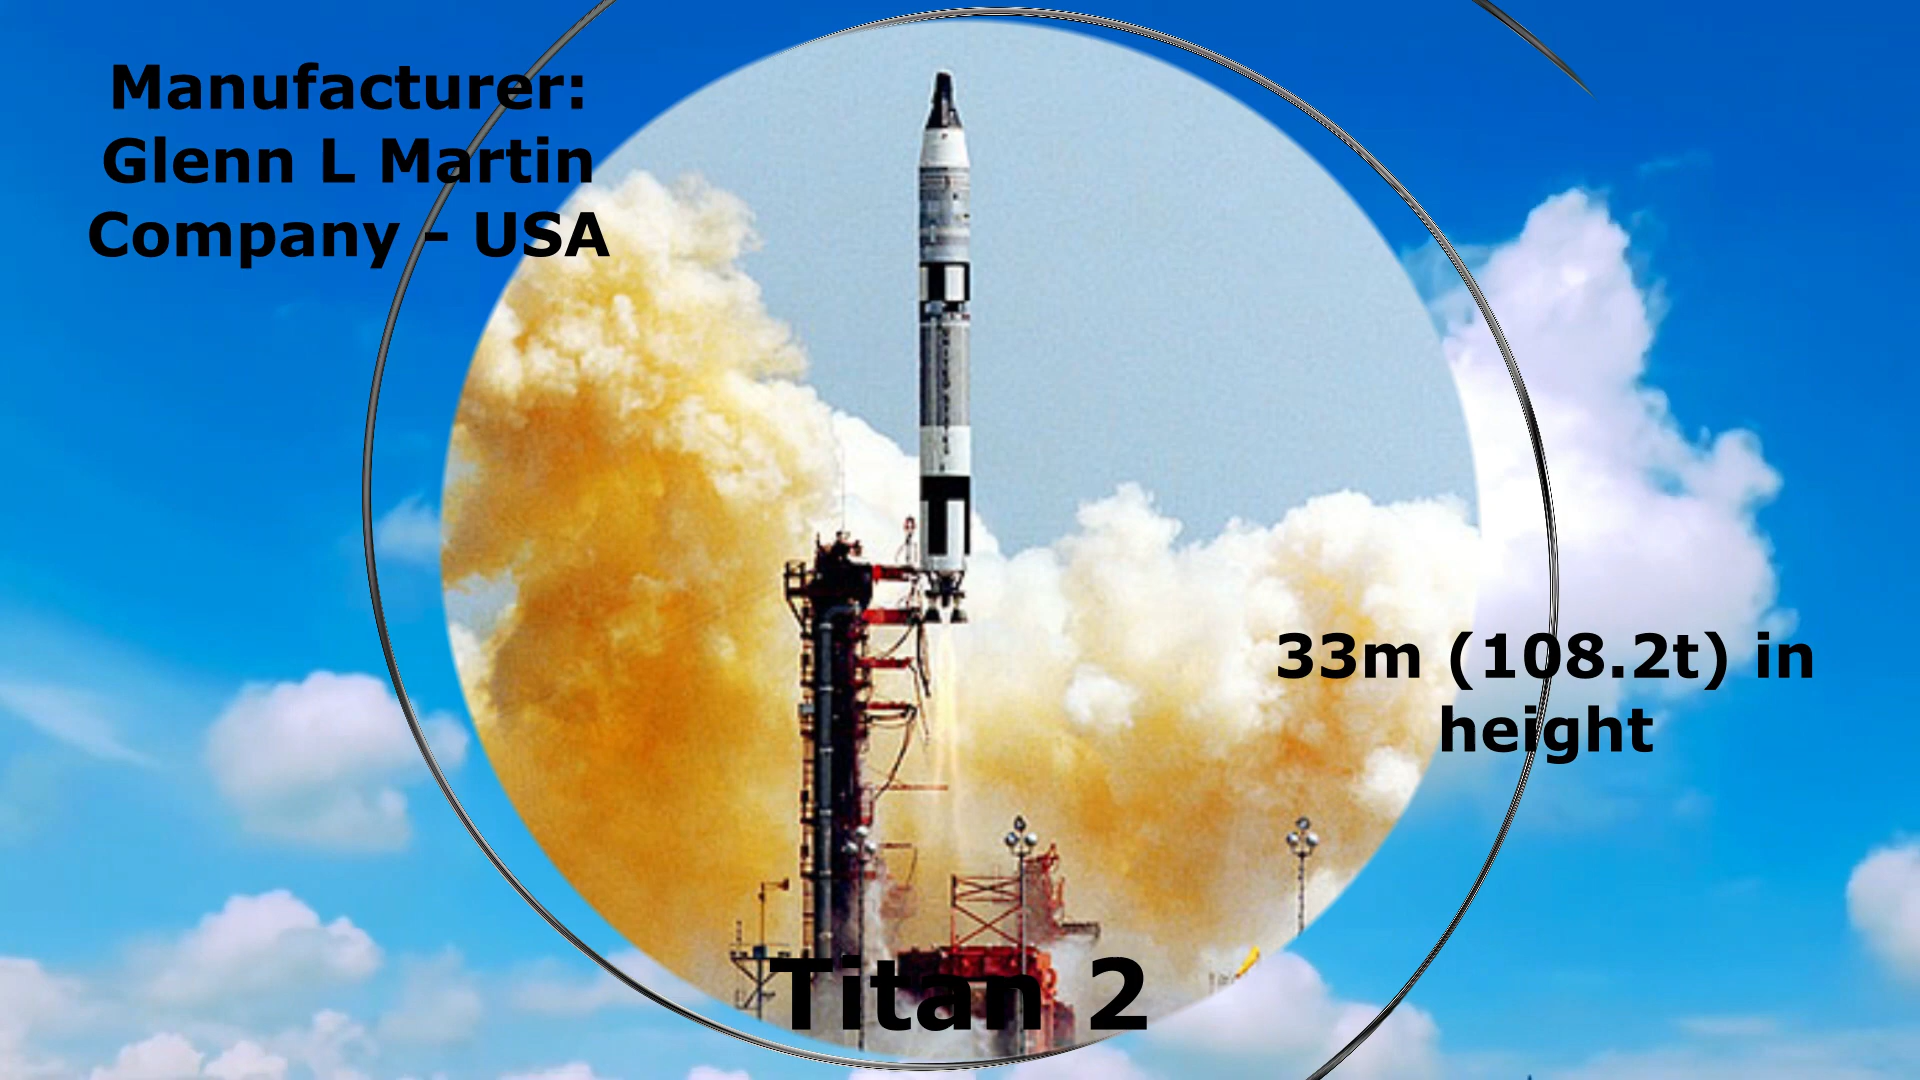 Manufacturer:
Glenn L Martin
Company - USA
33m (108.2t) in
height
Titan 2